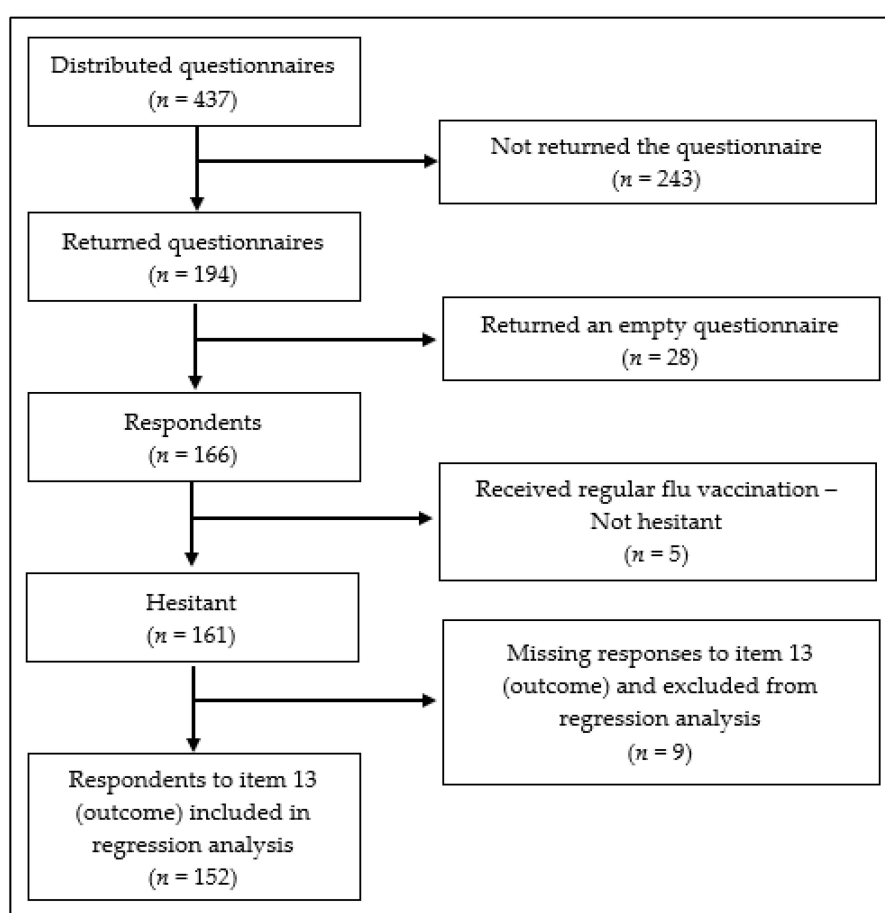 Distributed questionnaires
(n = 437)
Not returned the questionnaire
(n = 243)
Returned questionnaires
(n = 194)
Returned an empty questionnaire
(n = 28)
Respondents
(n = 166)
Received regular flu vaccination –
Not hesitant
(n = 5)
Hesitant
(n = 161)
Missing responses to item 13
(outcome) and excluded from
regression analysis
(n = 9)
Respondents to item 13
(outcome) included in
regression analysis
(n = 152)